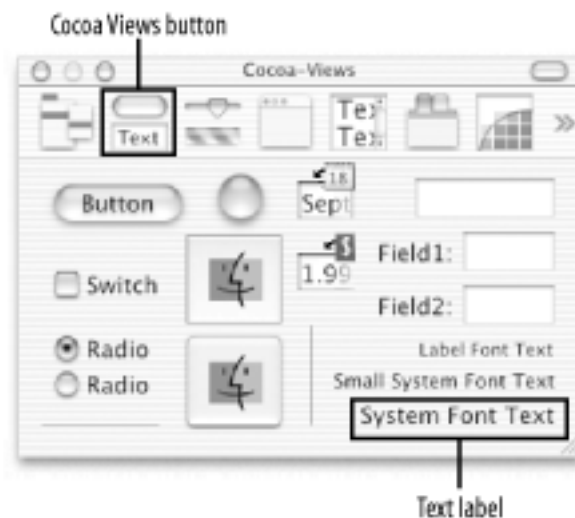 Cocoa Views button
Cocoa-Views
Text
Tex
Tex
Button
18
Sept
Switch
1.99
Field1:
Field2:
Radio
Radio
Label Font Text
Small System Font Text
System Font Text
Text label